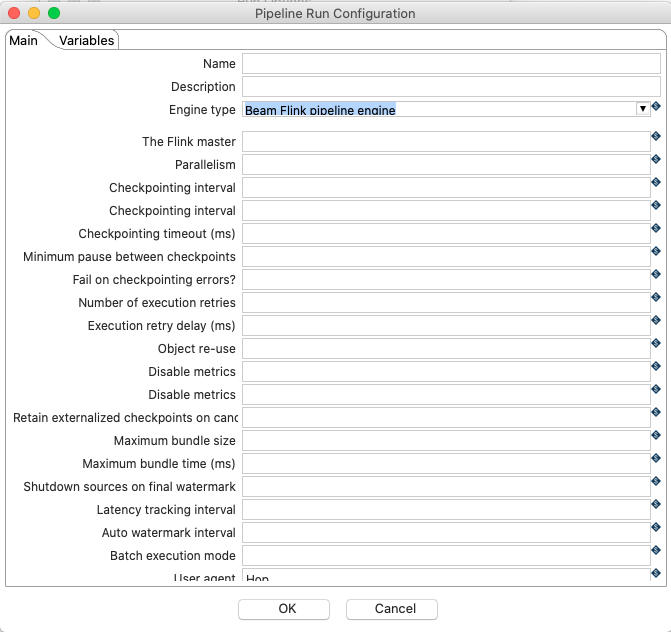 Pipeline Run Configuration
Main Variables
Name
Description
Engine type Beam Flink pipeline engine
The Flink master
Parallelism
Checkpointing interval
Checkpointing interval
Checkpointing timeout (ms)
Minimum pause between checkpoints
Fail on checkpointing errors?
Number of execution retries
Execution retry delay (ms)
Object re-use
Disable metrics
Disable metrics
Retain externalized checkpoints on canc
Maximum bundle size
Maximum bundle time (ms)
Shutdown sources on final watermark
Latency tracking interval
Auto watermark interval
Batch execution mode
User agent Hop
OK Cancel